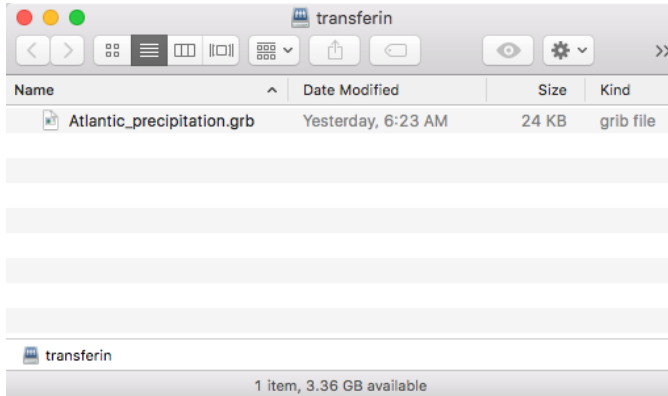 transferin
Name Date Modified Size Kind
Atlantic_precipitation.grb Yesterday, 6:23 AM 24 KB grib file
transferin
1 item, 3.36 GB available